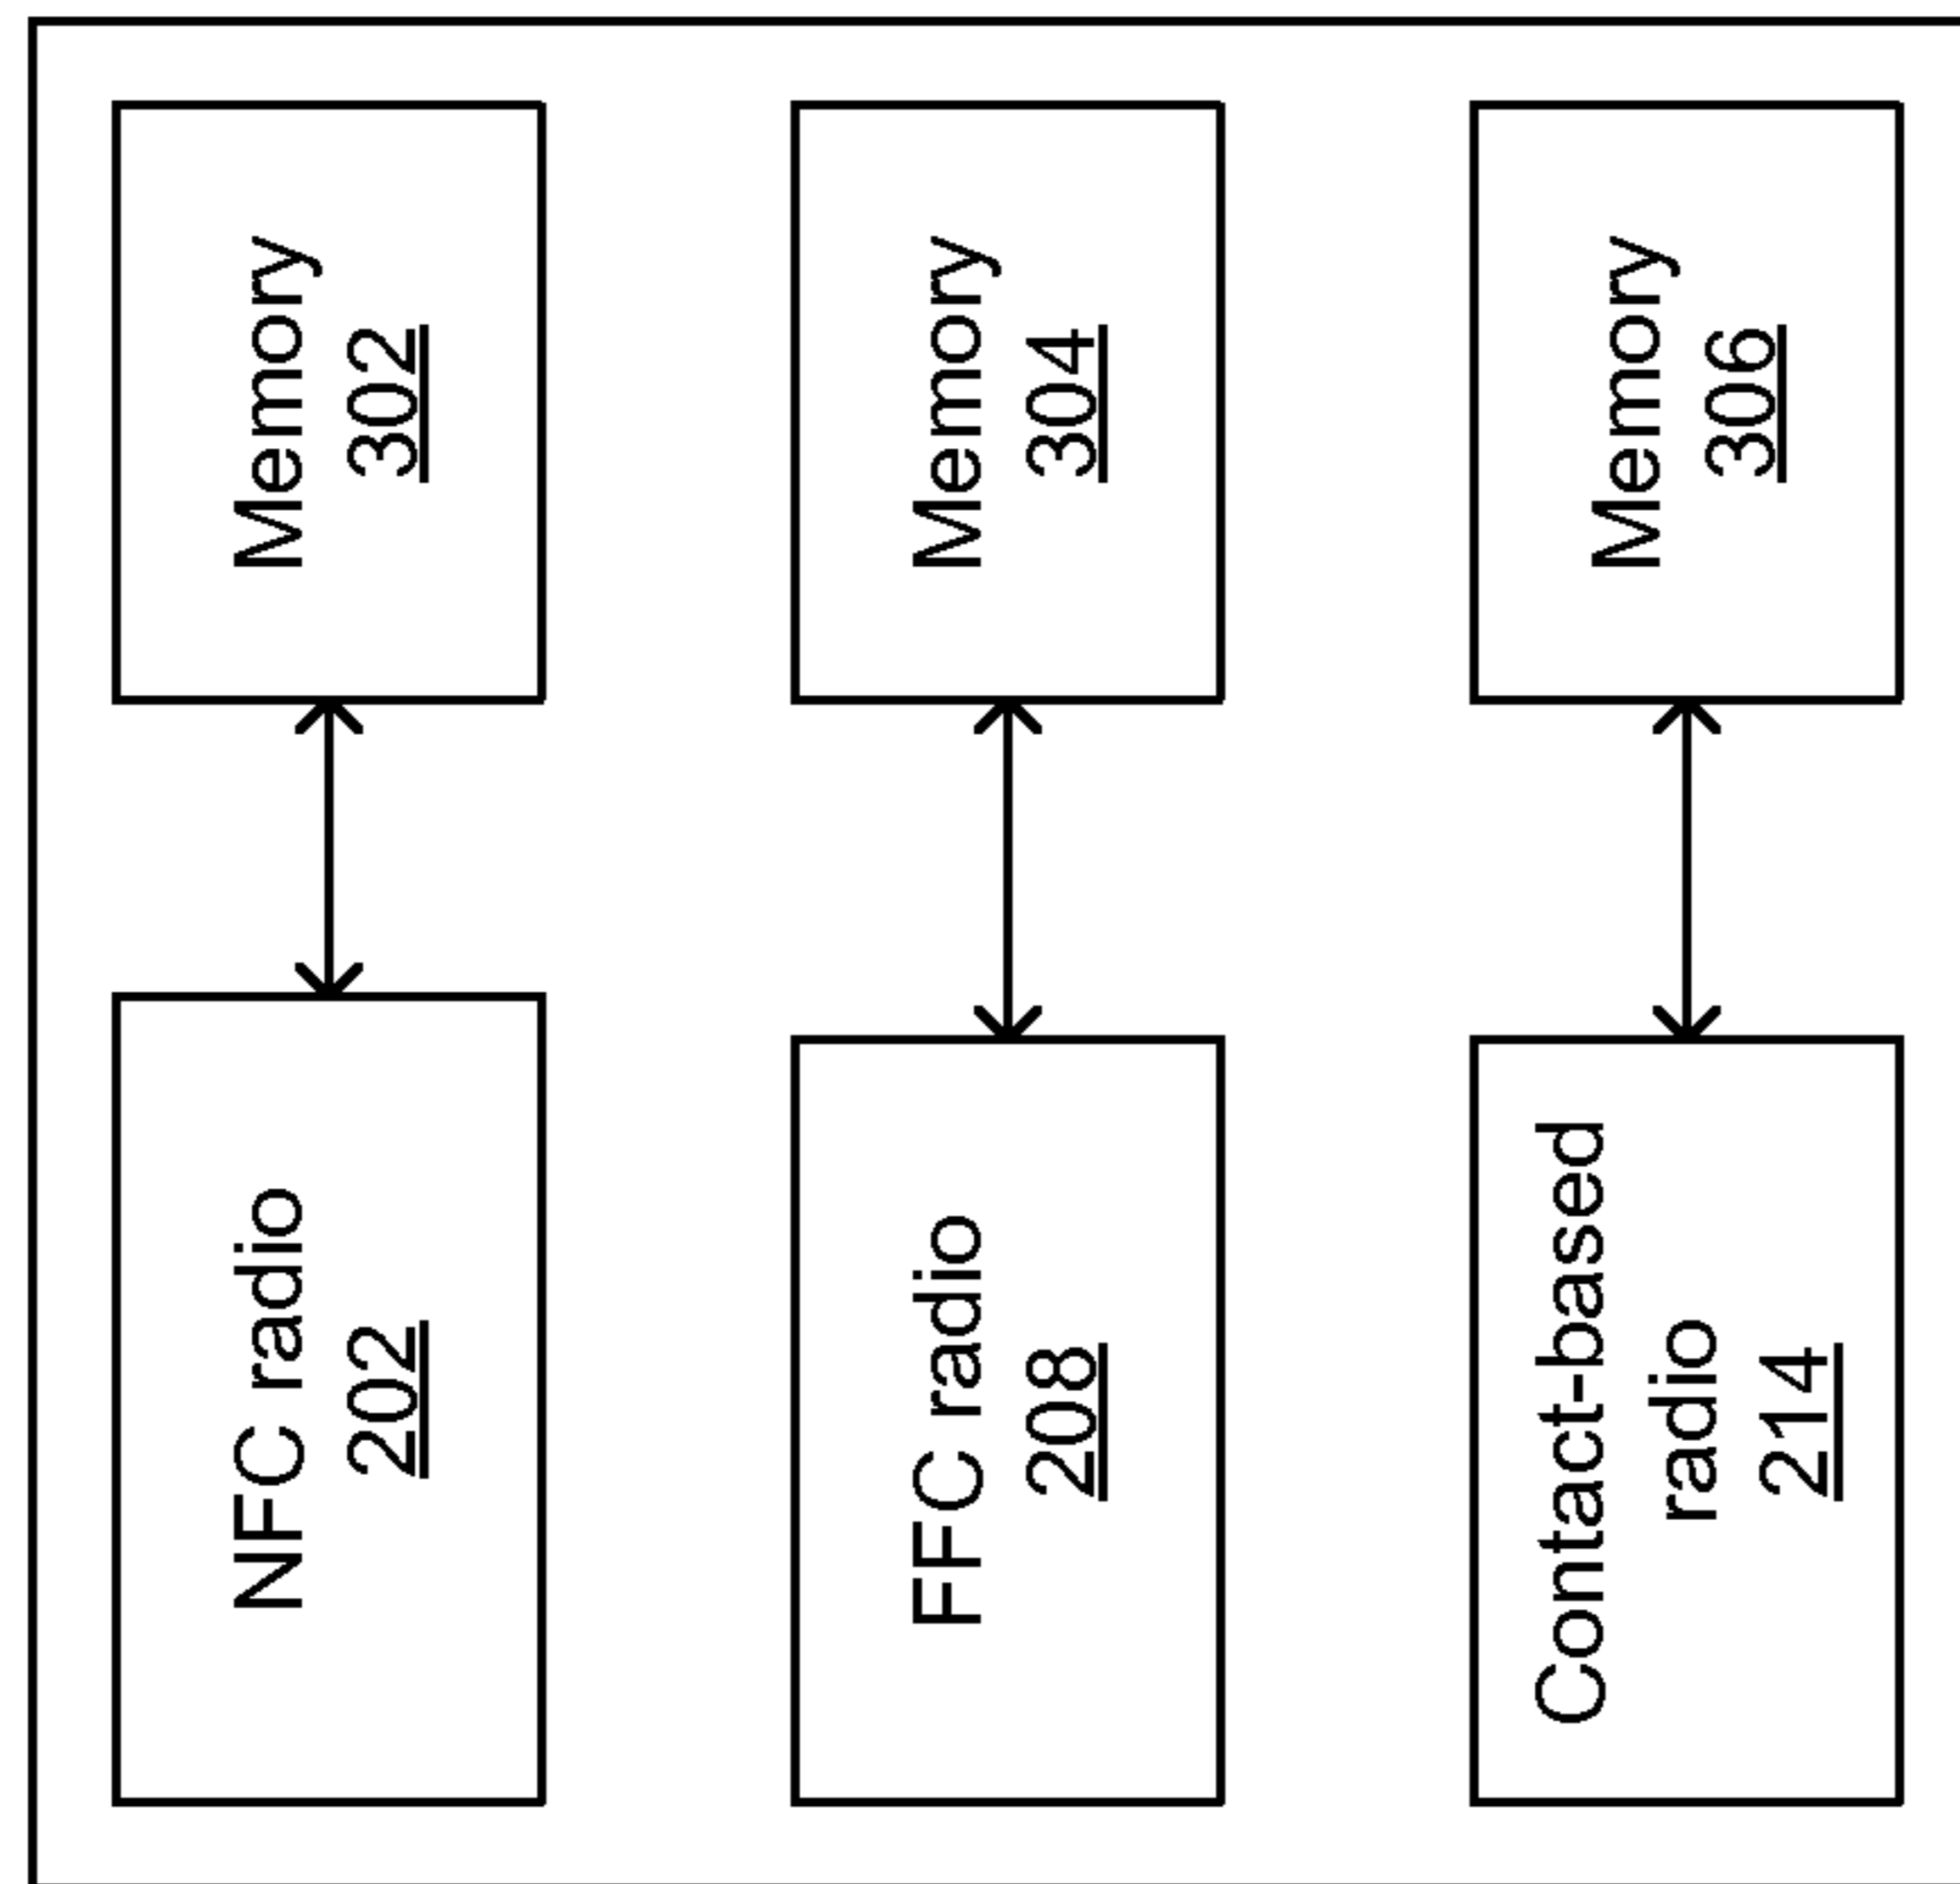 NFC radio
202
Memory
302
FFC radio
208
Memory
304
Contact-based
radio
214
Memory
306